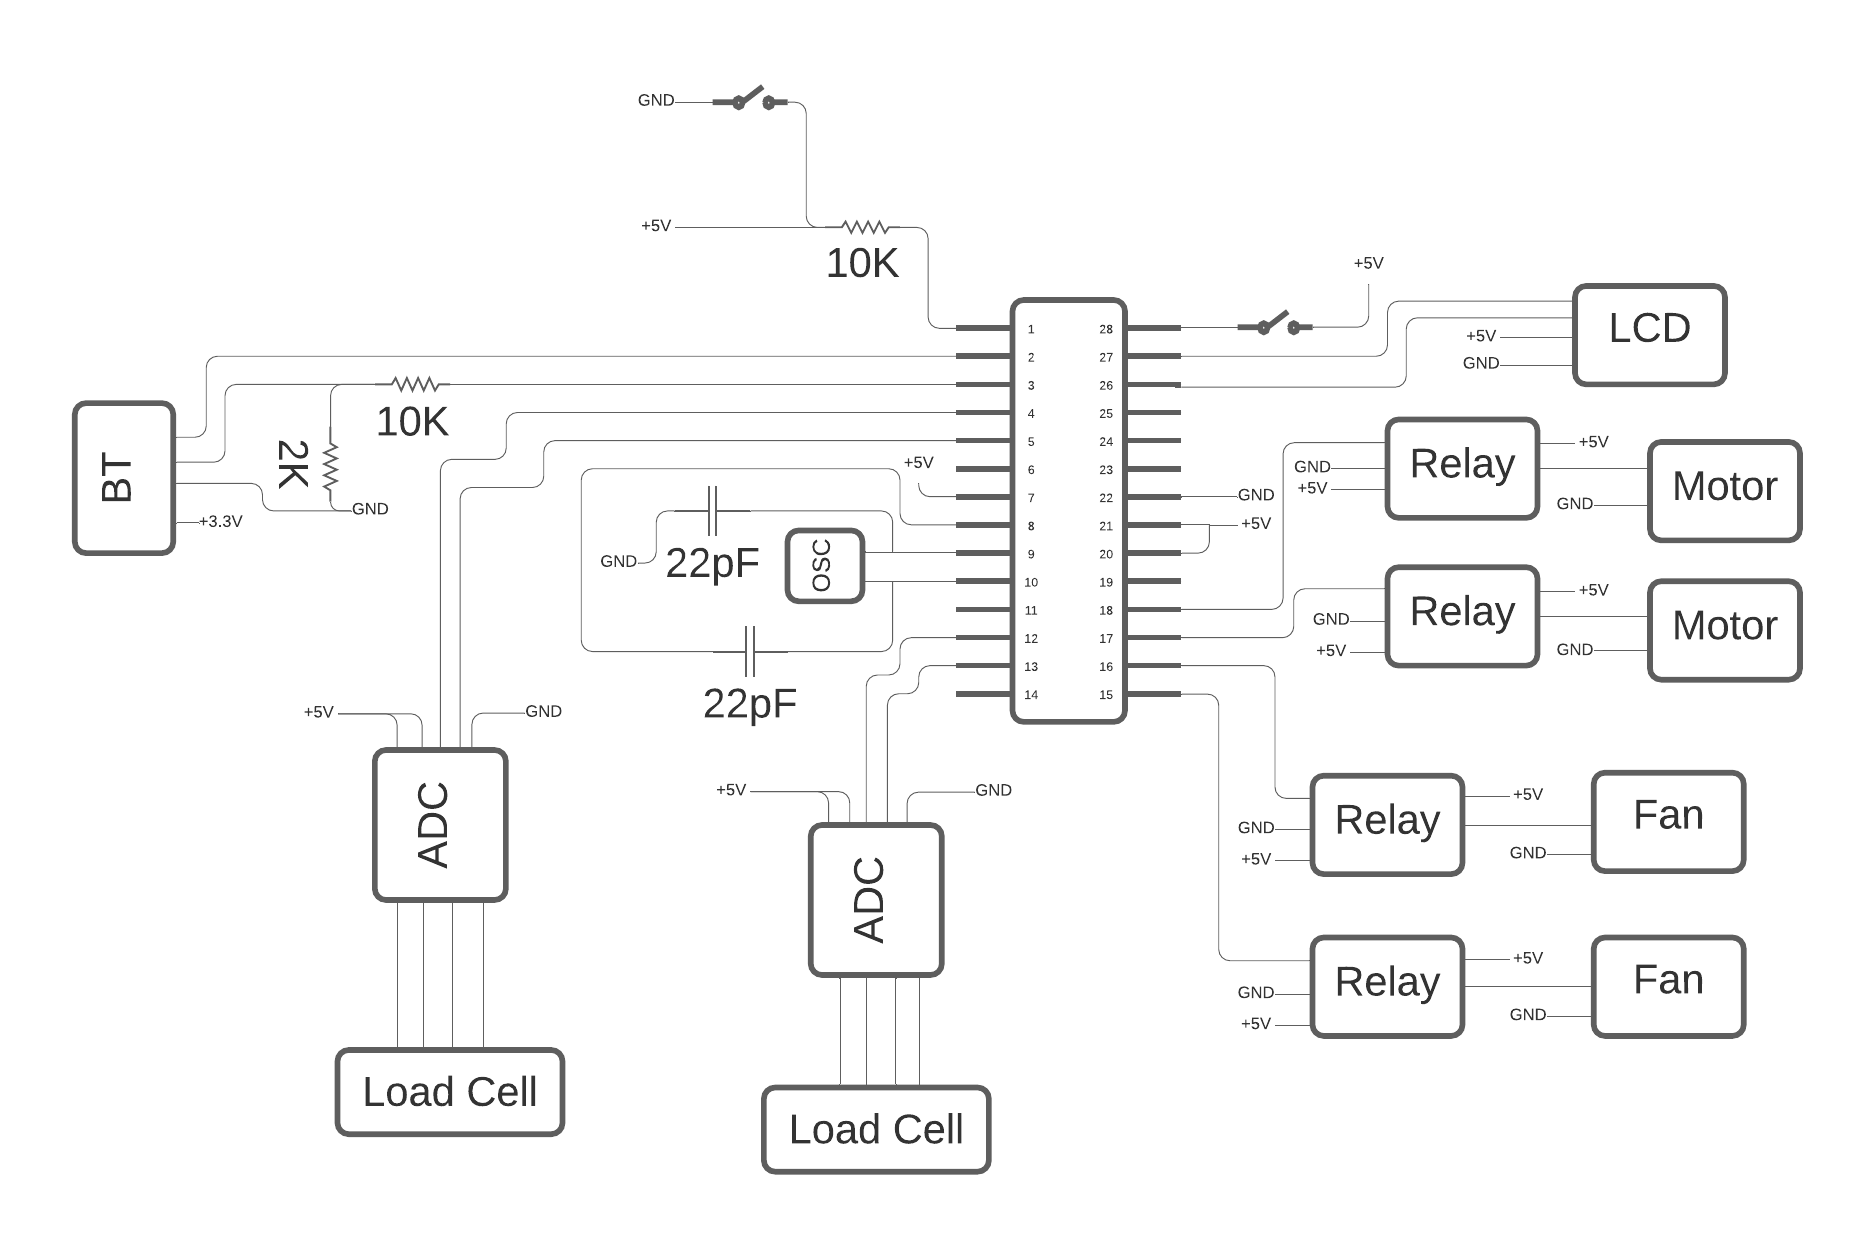 GND
+5V
10K
+5V
LCD
+5V
GND
1
2
3
4
5
6
7
8
9
10
11
12
13
14
28
27
26
25
24
23
22
21
20
19
18
17
16
15
BT
10K
2K
GND
+3.3V
+5V
GND
22pF
OSC
22pF
GND
+5V
Relay
+5V
GND
+5V
Motor
GND
Relay
+5V
GND
+5V
Motor
GND
+5V
GND
ADC
Load Cell
+5V
GND
ADC
Load Cell
Relay
+5V
GND
+5V
Fan
GND
Relay
+5V
GND
+5V
Fan
GND